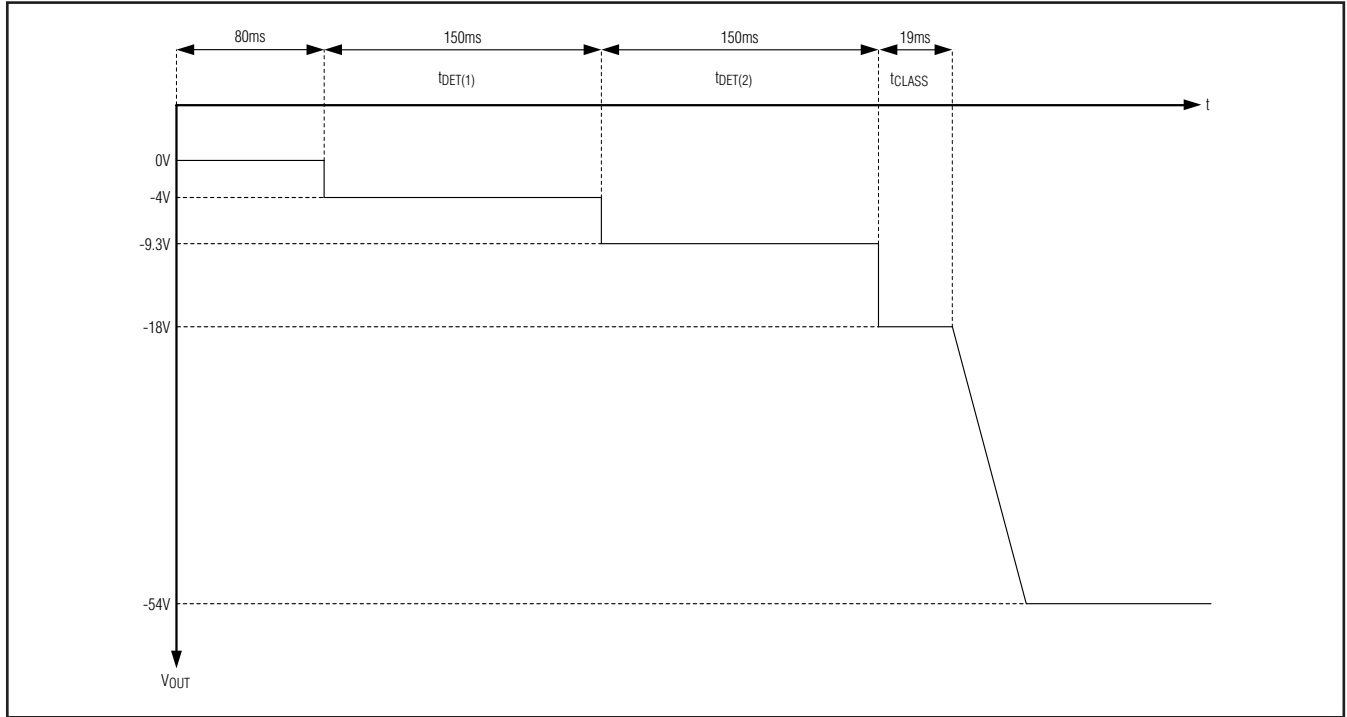 80ms 150ms 150ms 19ms
tDET(1) tDET(2) tCLASS
t
0V
-4V
-9.3V
-18V
-54V
VOUT